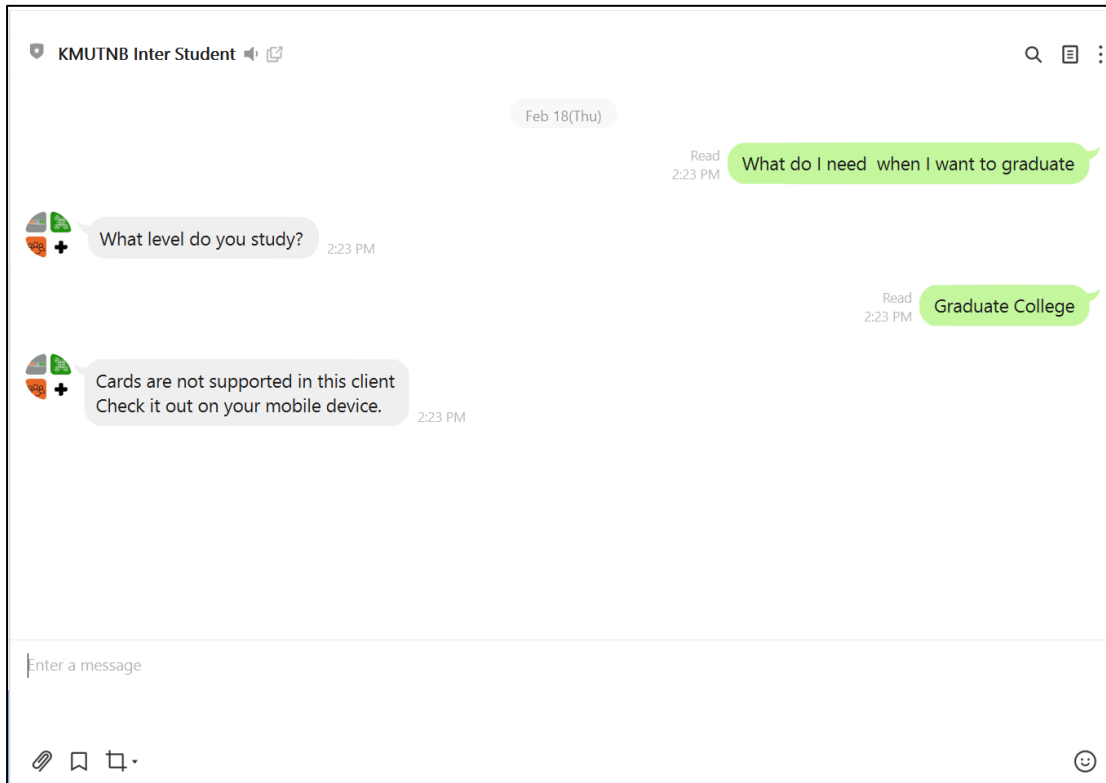 KMUTNB Inter Student
Feb 18(Thu)
Read
2:23 PM
What do I need  when I want to graduate
What level do you study?
2:23 PM
Read
2:23 PM
Graduate College
Cards are not supported in this client
Check it out on your mobile device.
2:23 PM
Enter a message